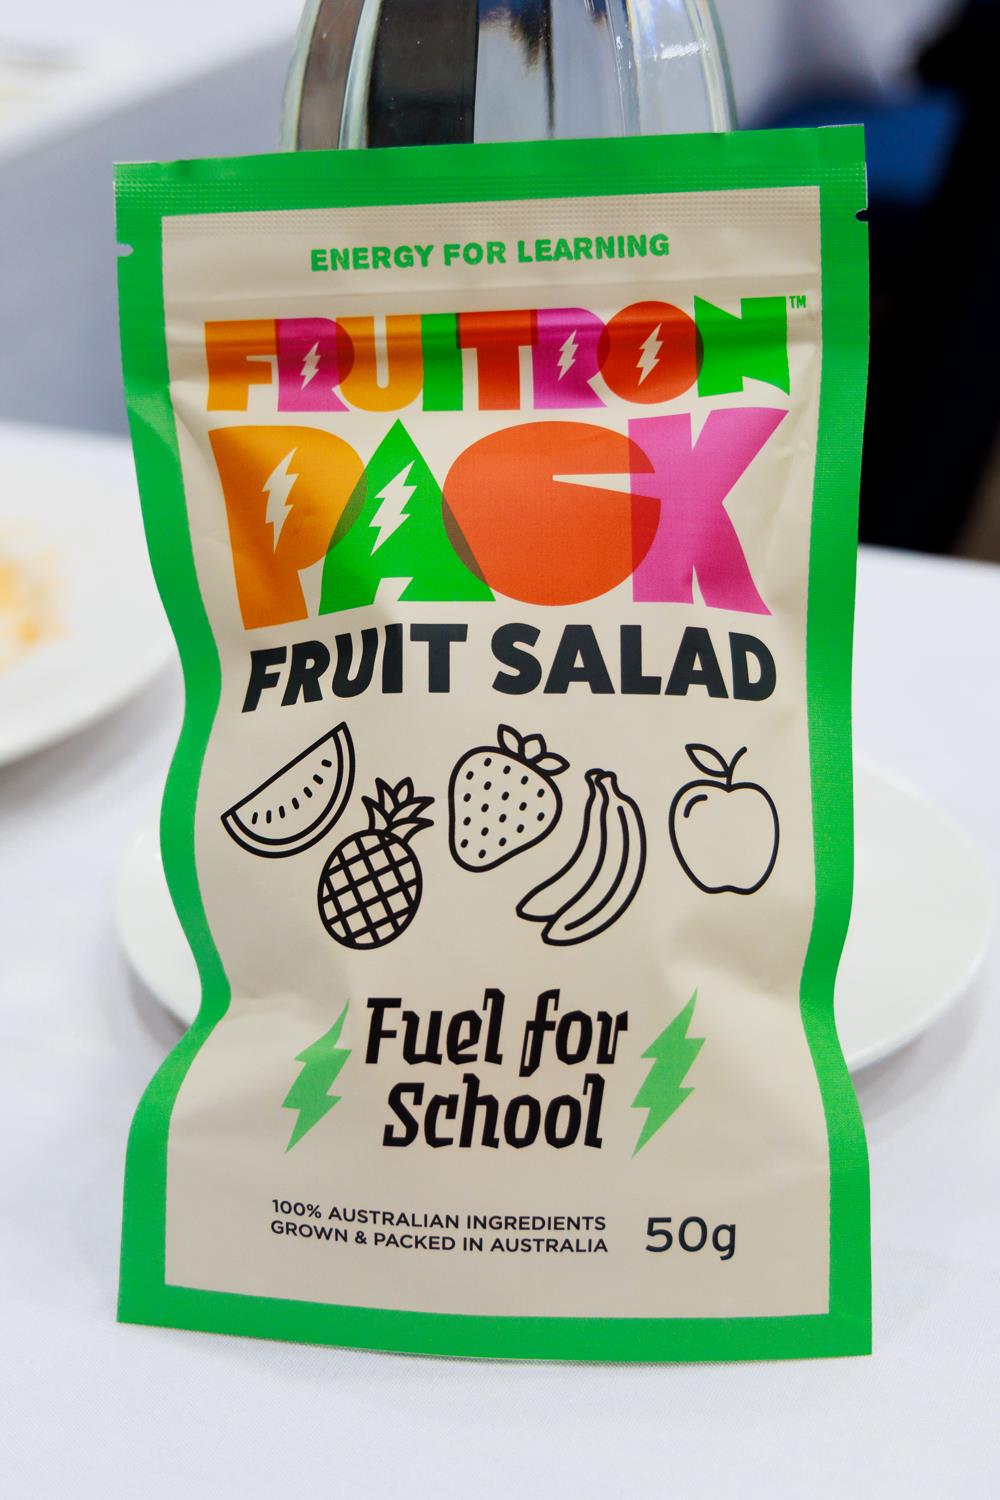 ENERGY FOR LEARNING
FRUITRON™
PACK
FRUIT SALAD
Fuel for
School
100% AUSTRALIAN INGREDIENTS
GROWN & PACKED IN AUSTRALIA
50g